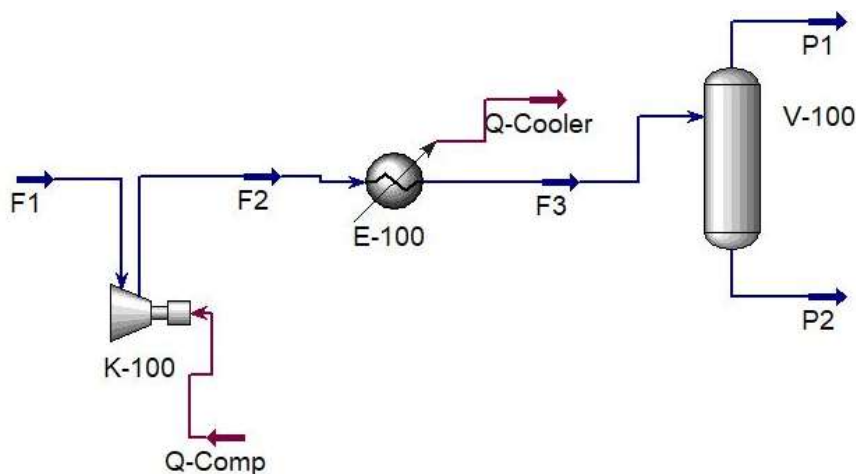 P1
Q-Cooler
V-100
F1
F2
F3
E-100
P2
K-100
Q-Comp